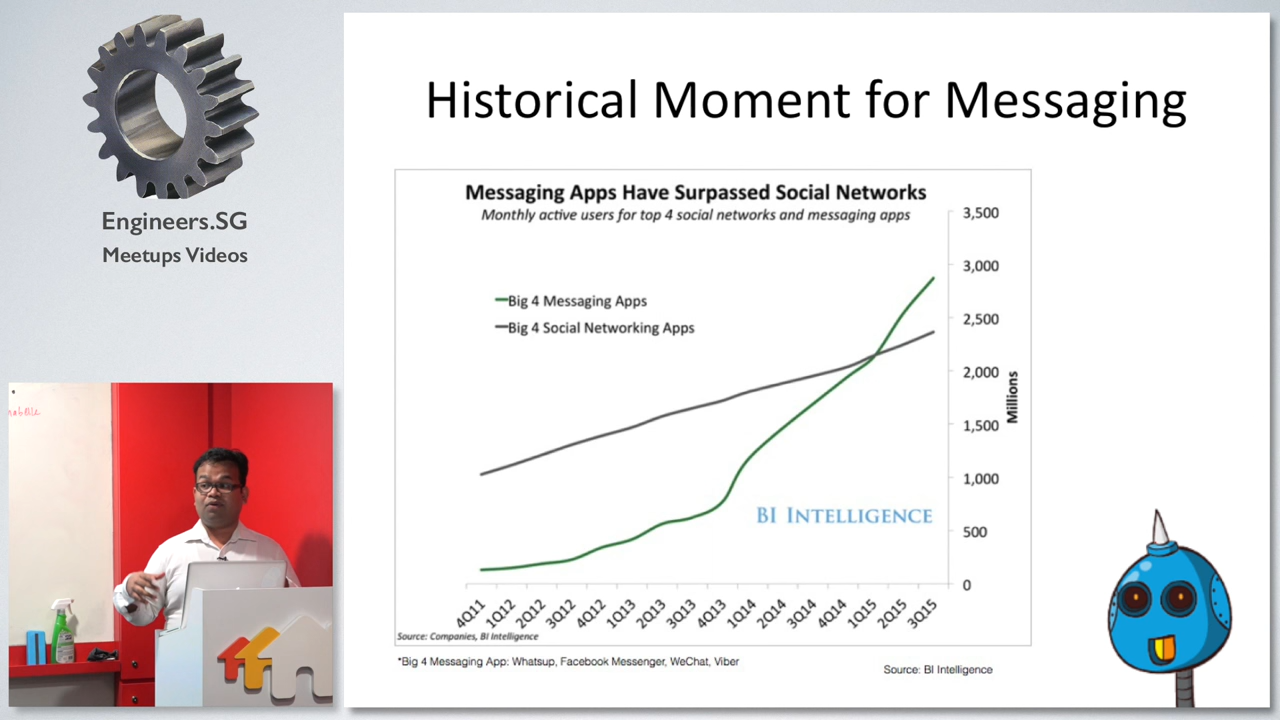 Engineers.SG
Meetups Videos
Historical Moment for Messaging
Messaging Apps Have Surpassed Social Networks
Monthly active users for top 4 social networks and messaging apps
Big 4 Messaging Apps
Big 4 Social Networking Apps
3,500
3,000
2,500
2,000
1,500
1,000
500
0
Millions
BI INTELLIGENCE
4Q11
1Q12
2Q12
3Q12
4Q12
1Q13
2Q13
3Q13
4Q13
1Q14
2Q14
3Q14
4Q14
1Q15
2Q15
3Q15
Source: Companies, BI Intelligence
*Big 4 Messaging App: Whatsup, Facebook Messenger, WeChat, Viber
Source: BI Intelligence